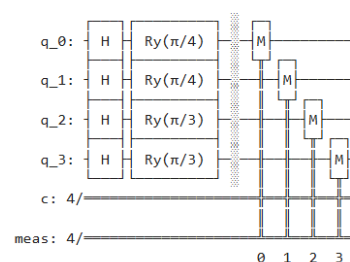 q_0: H Ry(π/4) M
q_1: H Ry(π/4) M
q_2: H Ry(π/3) M
q_3: H Ry(π/3) M
c: 4/
meas: 4/
0 1 2 3